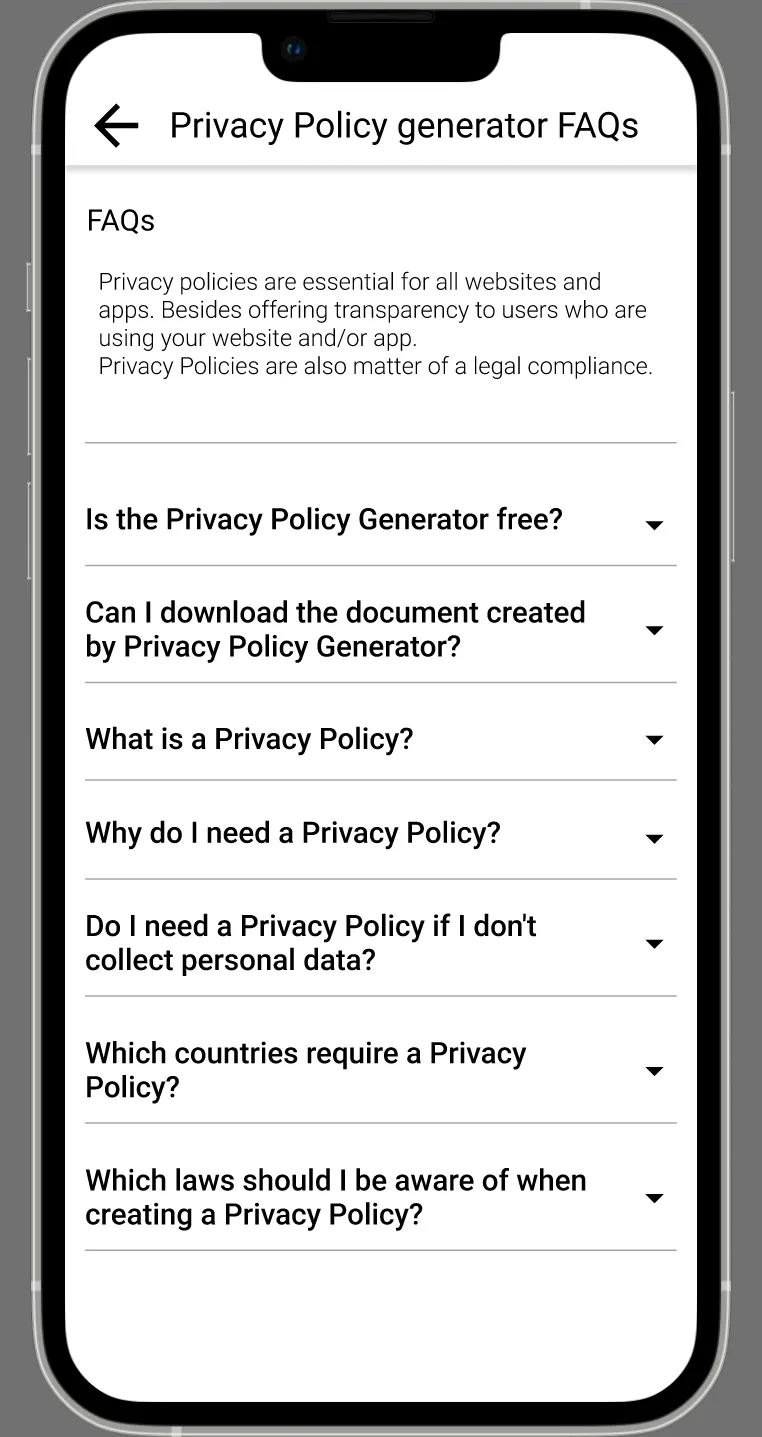 Privacy Policy generator FAQs
FAQs
Privacy policies are essential for all websites and
apps. Besides offering transparency to users who are
using your website and/or app.
Privacy Policies are also matter of a legal compliance.
Is the Privacy Policy Generator free?
Can I download the document created
by Privacy Policy Generator?
What is a Privacy Policy?
Why do I need a Privacy Policy?
Do I need a Privacy Policy if I don't
collect personal data?
Which countries require a Privacy
Policy?
Which laws should I be aware of when
creating a Privacy Policy?